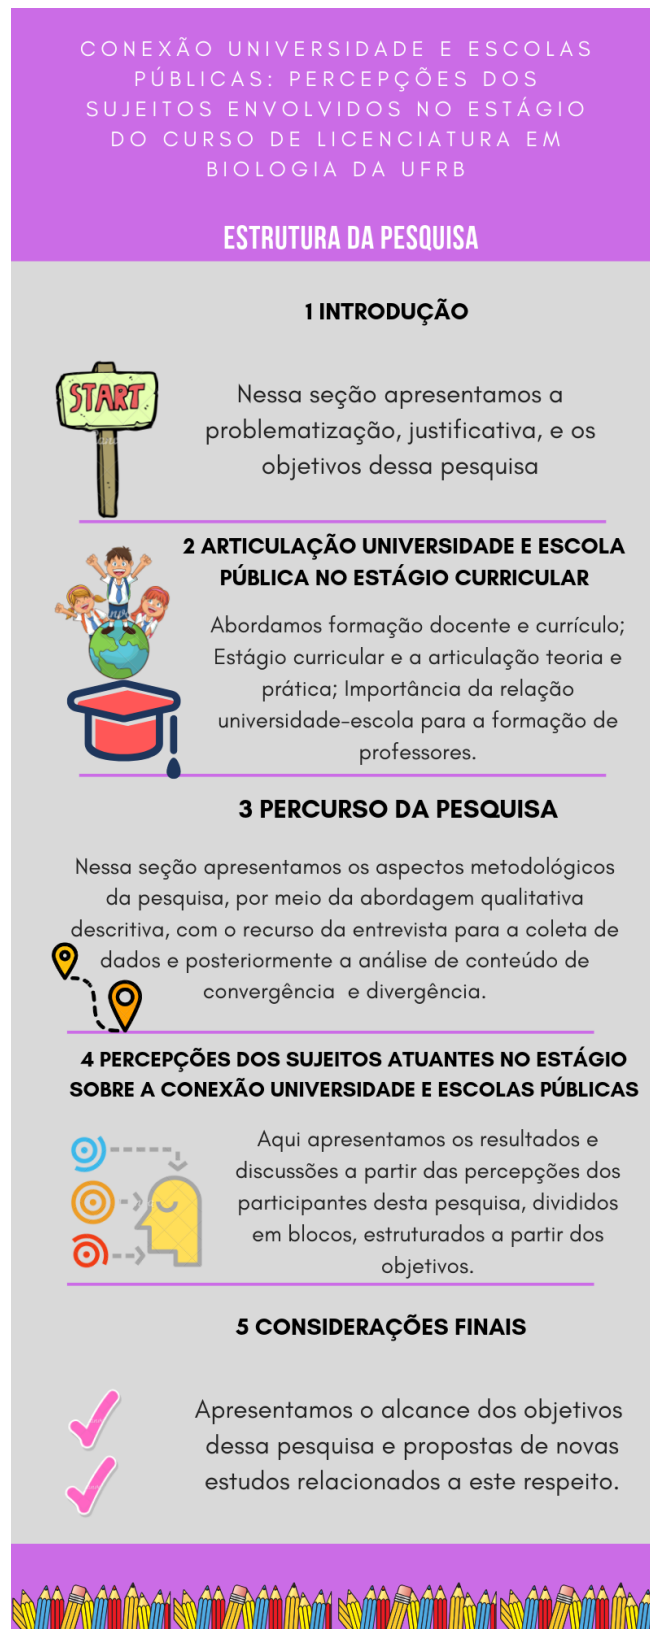 CONEXÃO UNIVERSIDADE E ESCOLAS
PÚBLICAS: PERCEPÇÕES DOS
SUJEITOS ENVOLVIDOS NO ESTÁGIO
DO CURSO DE LICENCIATURA EM
BIOLOGIA DA UFRB
ESTRUTURA DA PESQUISA
1 INTRODUÇÃO
START
Nessa seção apresentamos a
problematização, justificativa, e os
objetivos dessa pesquisa
2 ARTICULAÇÃO UNIVERSIDADE E ESCOLA
PÚBLICA NO ESTÁGIO CURRICULAR
Abordamos formação docente e currículo;
Estágio curricular e a articulação teoria e
prática; Importância da relação
universidade-escola para a formação de
professores.
3 PERCURSO DA PESQUISA
Nessa seção apresentamos os aspectos metodológicos
da pesquisa, por meio da abordagem qualitativa
descritiva, com o recurso da entrevista para a coleta de
dados e posteriormente a análise de conteúdo de
convergência e divergência.
4 PERCEPÇÕES DOS SUJEITOS ATUANTES NO ESTÁGIO
SOBRE A CONEXÃO UNIVERSIDADE E ESCOLAS PÚBLICAS
Aqui apresentamos os resultados e
discussões a partir das percepções dos
participantes desta pesquisa, divididos
em blocos, estruturados a partir dos
objetivos.
5 CONSIDERAÇÕES FINAIS
Apresentamos o alcance dos objetivos
dessa pesquisa e propostas de novas
estudos relacionados a este respeito.